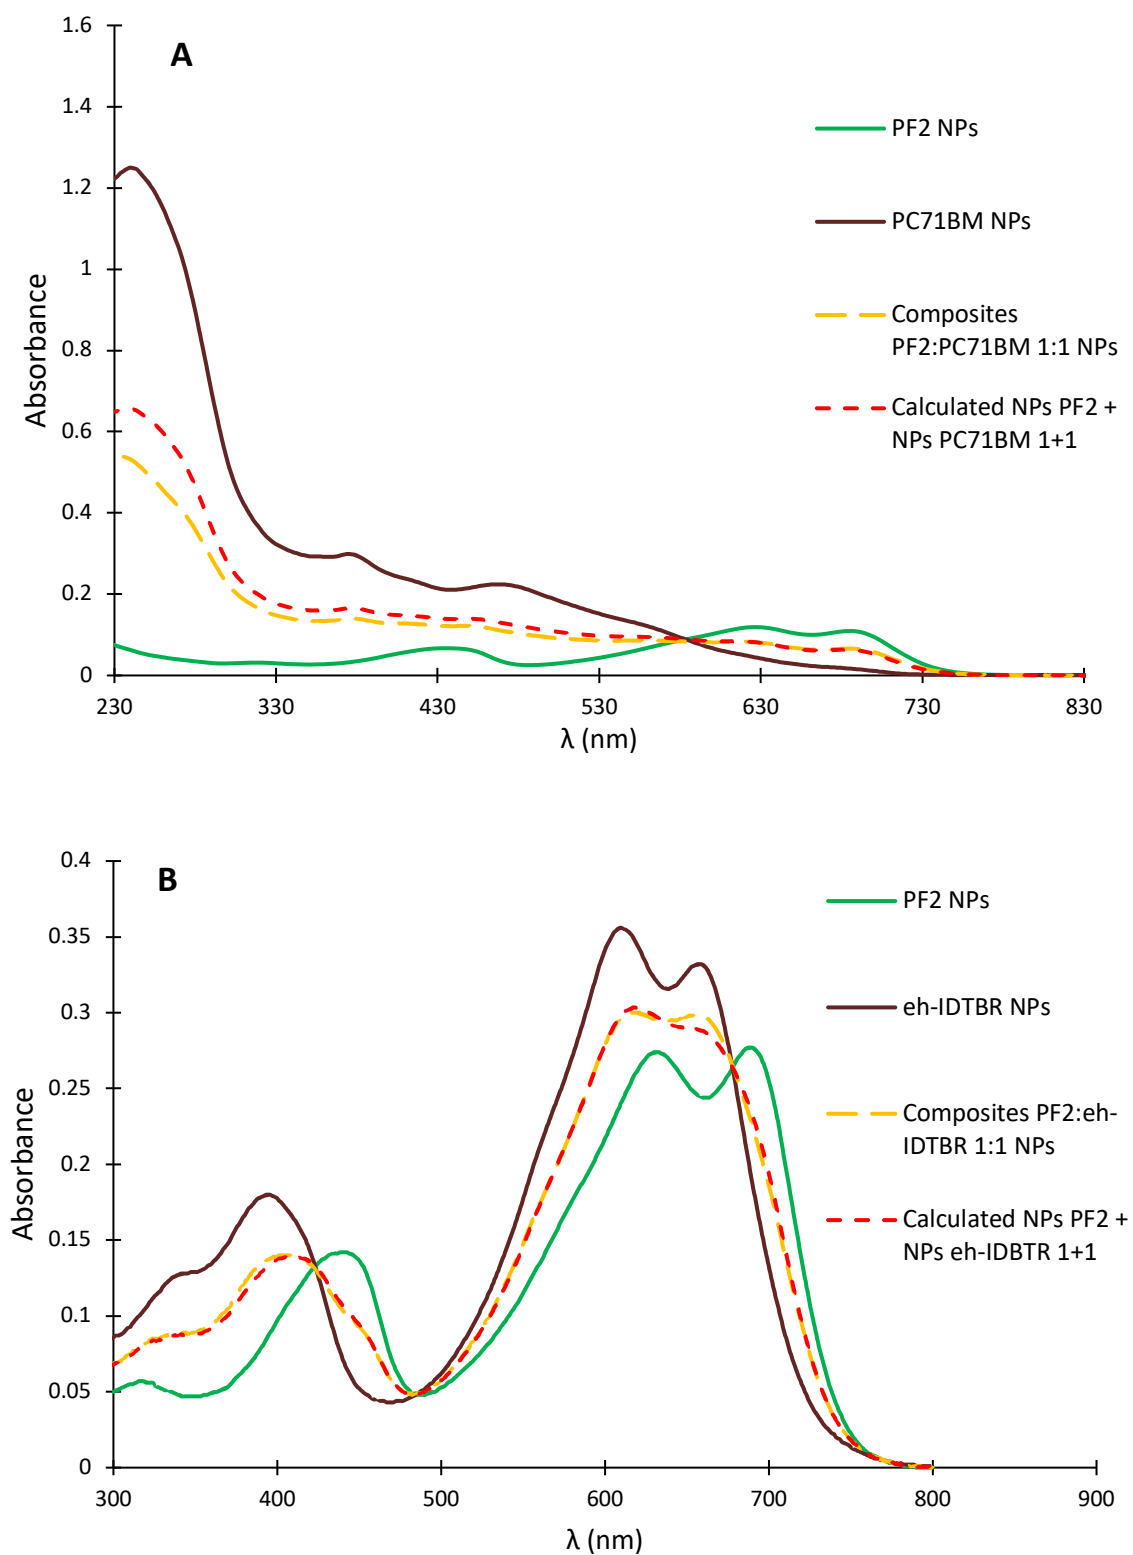 A
1.6
1.4
1.2
1
0.8
0.6
0.4
0.2
0
Absorbance
230
330
430
530
630
730
830
λ (nm)
PF2 NPs
PC71BM NPs
Composites
PF2:PC71BM 1:1 NPs
Calculated NPs PF2 +
NPs PC71BM 1+1
B
0.4
0.35
0.3
0.25
0.2
0.15
0.1
0.05
0
Absorbance
300
400
500
600
700
800
900
λ (nm)
PF2 NPs
eh-IDTBR NPs
Composites PF2:eh-
IDTBR 1:1 NPs
Calculated NPs PF2 +
NPs eh-IDBTR 1+1